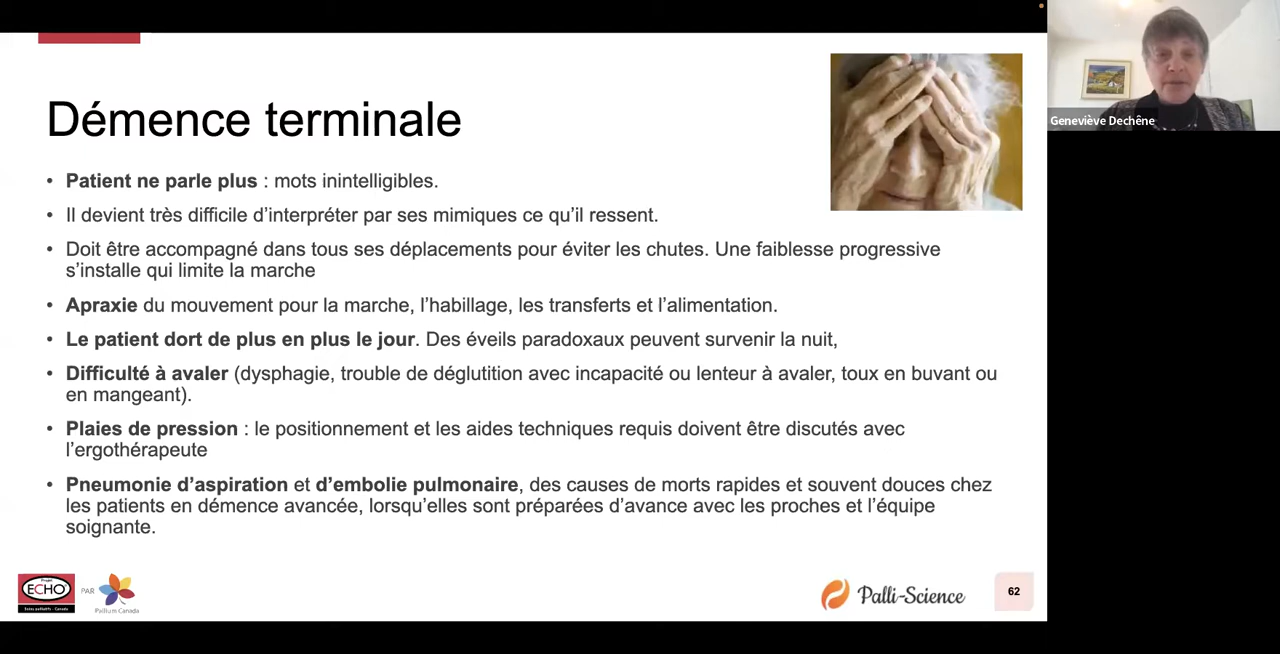 Geneviève Dechêne
Démence terminale
• Patient ne parle plus : mots inintelligibles.
• Il devient très difficile d’interpréter par ses mimiques ce qu’il ressent.
• Doit être accompagné dans tous ses déplacements pour éviter les chutes. Une faiblesse progressive
s’installe qui limite la marche
• Apraxie du mouvement pour la marche, l’habillage, les transferts et l’alimentation.
• Le patient dort de plus en plus le jour. Des éveils paradoxaux peuvent survenir la nuit,
• Difficulté à avaler (dysphagie, trouble de déglutition avec incapacité ou lenteur à avaler, toux en buvant ou
en mangeant).
• Plaies de pression : le positionnement et les aides techniques requis doivent être discutés avec
l’ergothérapeute
• Pneumonie d’aspiration et d’embolie pulmonaire, des causes de morts rapides et souvent douces chez
les patients en démence avancée, lorsqu’elles sont préparées d’avance avec les proches et l’équipe
soignante.
Projet
ECHO
Soins palliatifs Canada
PAR
Pallium Canada
Palli-Science
62